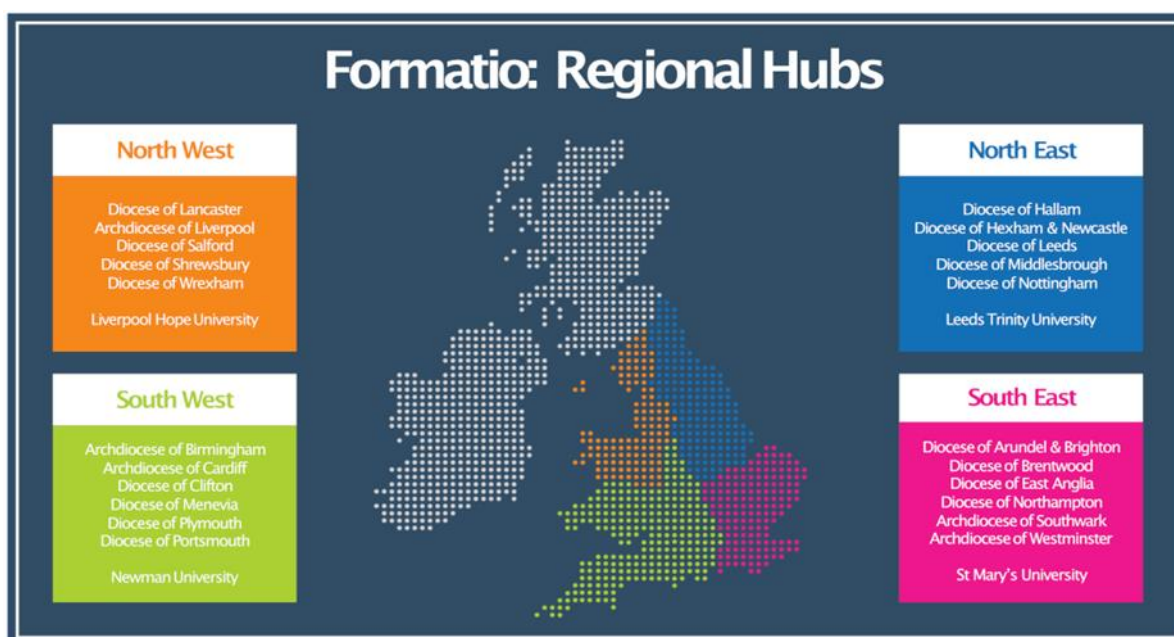 Formatio: Regional Hubs
North West
Diocese of Lancaster
Archdiocese of Liverpool
Diocese of Salford
Diocese of Shrewsbury
Diocese of Wrexham
Liverpool Hope University
North East
Diocese of Hallam
Diocese of Hexham & Newcastle
Diocese of Leeds
Diocese of Middlesbrough
Diocese of Nottingham
Leeds Trinity University
South West
Archdiocese of Birmingham
Archdiocese of Cardiff
Diocese of Clifton
Diocese of Menevia
Diocese of Plymouth
Diocese of Portsmouth
Newman University
South East
Diocese of Arundel & Brighton
Diocese of Brentwood
Diocese of East Anglia
Diocese of Northampton
Archdiocese of Southwark
Archdiocese of Westminster
St Mary's University